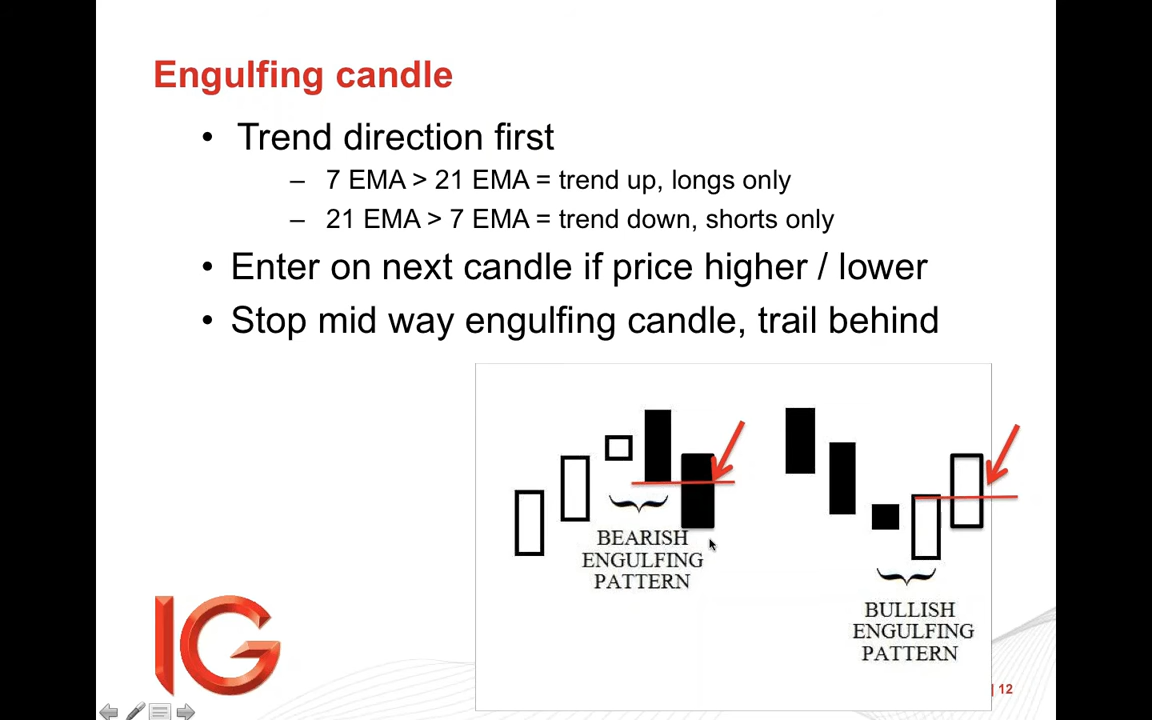 Engulfing candle
• Trend direction first
– 7 EMA > 21 EMA = trend up, longs only
– 21 EMA > 7 EMA = trend down, shorts only
• Enter on next candle if price higher / lower
• Stop mid way engulfing candle, trail behind
BEARISH
ENGULFING
PATTERN
BULLISH
ENGULFING
PATTERN
IG
| 12